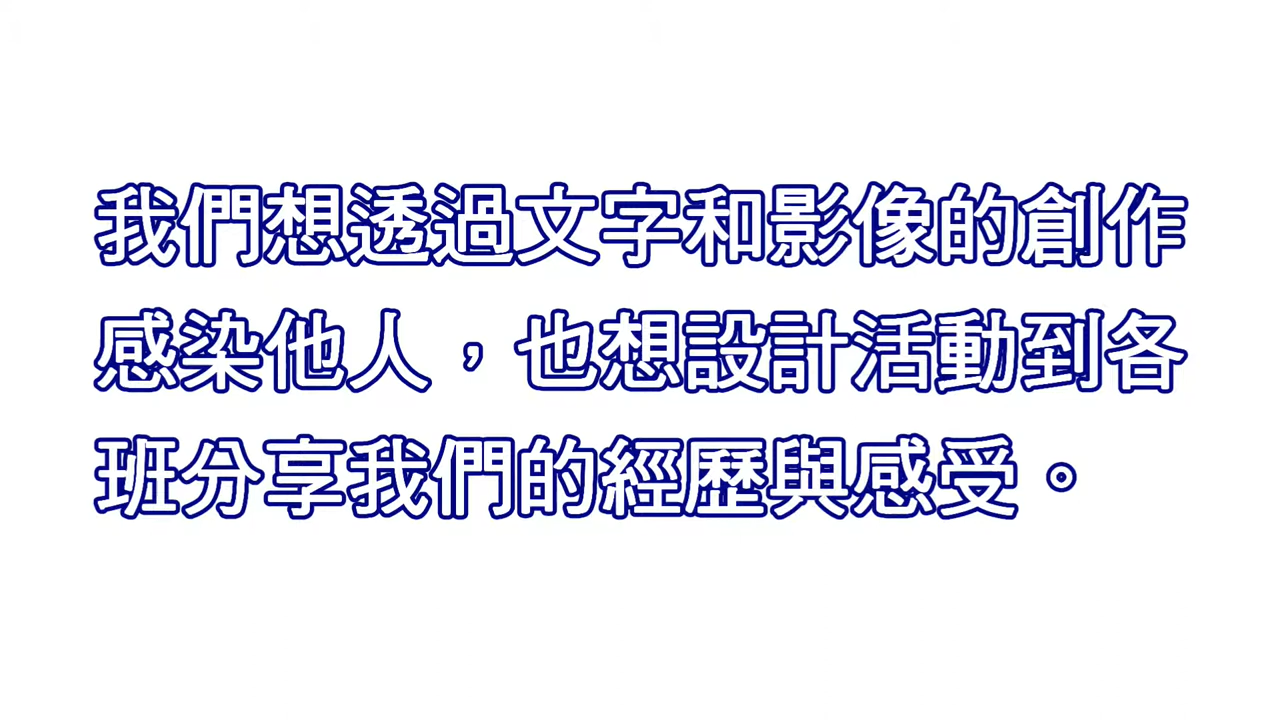 我們想透過文字和影像的創作
感染他人，也想設計活動到各
班分享我們的經歷與感受。